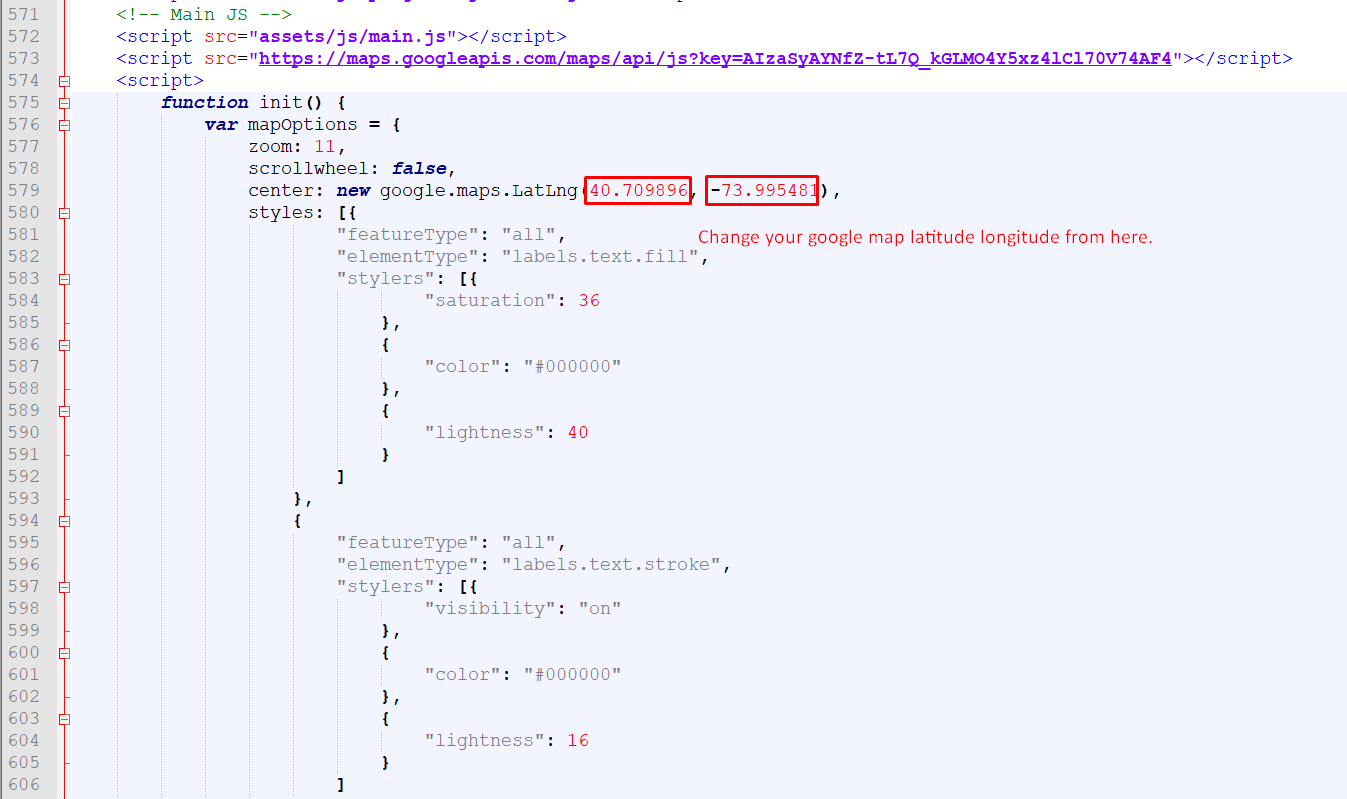 571 <!-- Main JS -->
572 <script src="assets/js/main.js"></script>
573 <script src="https://maps.googleapis.com/maps/api/js?key=AIzaSyAYNfZ-tL7Q_kGLMO4Y5xz4lCl70V74AF4"></script>
574 <script>
575 function init() {
576 var mapOptions = {
577 zoom: 11,
578 scrollwheel: false,
579 center: new google.maps.LatLng(40.709896, -73.995481),
580 styles: [{
581 "featureType": "all",
Change your google map latitude longitude from here.
582 "elementType": "labels.text.fill",
583 "stylers": [{
584 "saturation": 36
585 },
586 {
587 "color": "#000000"
588 },
589 {
590 "lightness": 40
591 }
592 ]
593 },
594 {
595 "featureType": "all",
596 "elementType": "labels.text.stroke",
597 "stylers": [{
598 "visibility": "on"
599 },
600 {
601 "color": "#000000"
602 },
603 {
604 "lightness": 16
605 }
606 ]